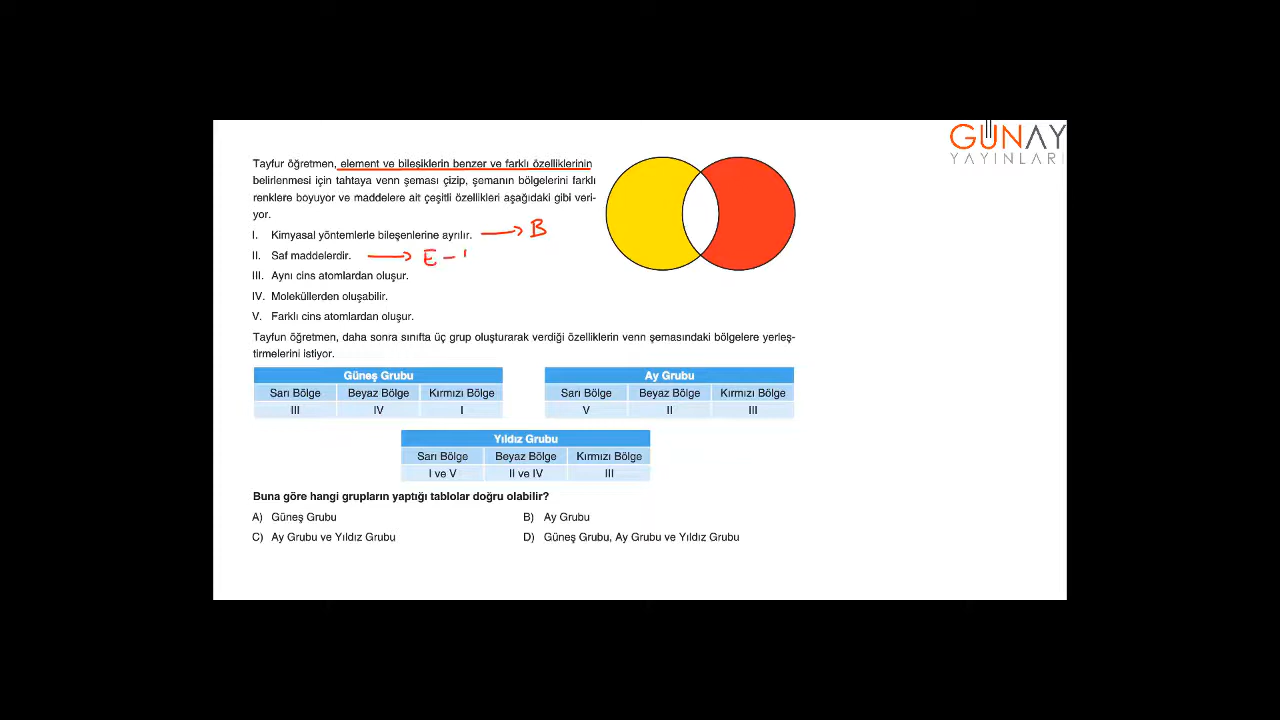 GÜNAY
YAYINLARI
Tayfur öğretmen, element ve bileşiklerin benzer ve farklı özelliklerinin
belirlenmesi için tahtaya venn şeması çizip, şemanın bölgelerini farklı
renklere boyuyor ve maddelere ait çeşitli özellikleri aşağıdaki gibi veri-
yor.
I. Kimyasal yöntemlerle bileşenlerine ayrılır. → B
II. Saf maddelerdir. → E -
III. Aynı cins atomlardan oluşur.
IV. Moleküllerden oluşabilir.
V. Farklı cins atomlardan oluşur.
Tayfun öğretmen, daha sonra sınıfta üç grup oluşturarak verdiği özelliklerin venn şemasındaki bölgelere yerleş-
tirmelerini istiyor.
Güneş Grubu
Sarı Bölge Beyaz Bölge Kırmızı Bölge
III IV I
Ay Grubu
Sarı Bölge Beyaz Bölge Kırmızı Bölge
V II III
Yıldız Grubu
Sarı Bölge Beyaz Bölge Kırmızı Bölge
I ve V II ve IV III
Buna göre hangi grupların yaptığı tablolar doğru olabilir?
A) Güneş Grubu
B) Ay Grubu
C) Ay Grubu ve Yıldız Grubu
D) Güneş Grubu, Ay Grubu ve Yıldız Grubu